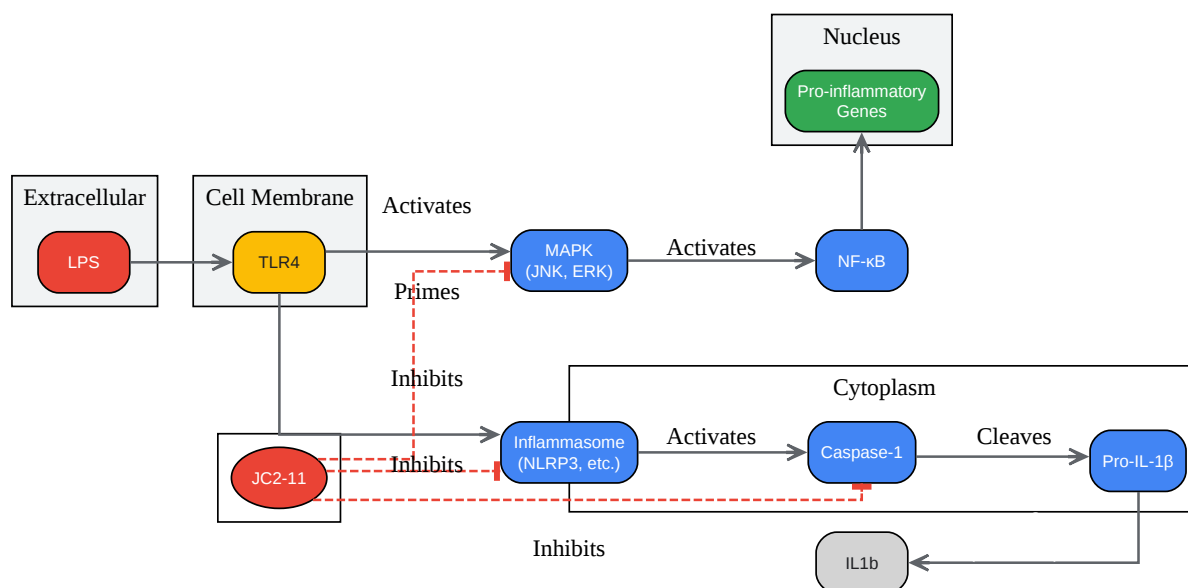 Nucleus
Pro-inflammatory
Genes
Extracellular
Cell Membrane
Activates
LPS
TLR4
MAPK
(JNK, ERK)
Activates
NF-κB
Primes
Inhibits
Cytoplasm
Inflammasome
(NLRP3, etc.)
Activates
Caspase-1
Cleaves
Pro-IL-1β
JC2-11
Inhibits
Inhibits
IL1b